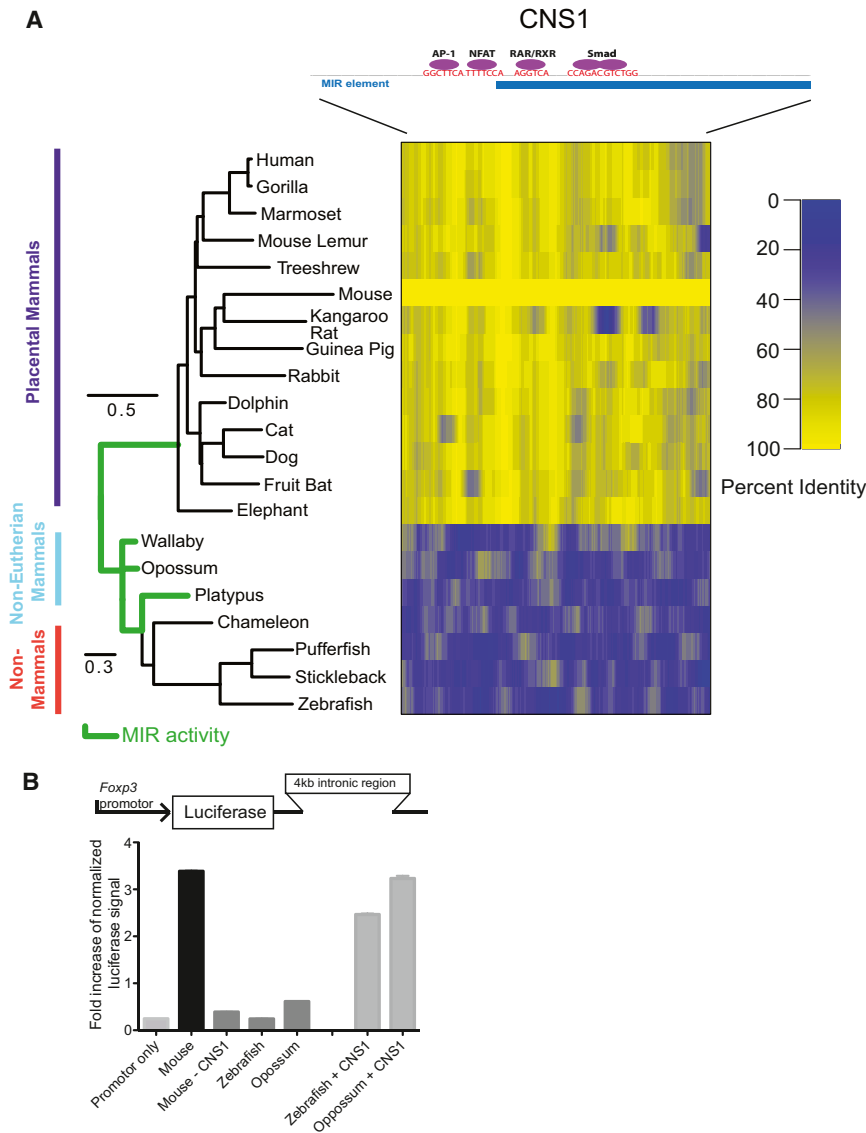 A
CNS1
AP-1 NFAT RAR/RXR Smad
GGCTTCA TTTTCCA AGGTCA CCAGACGTCTGG
MIR element
Placental Mammals
Non-Eutherian
Mammals
Non-
Mammals
Human
Gorilla
Marmoset
Mouse Lemur
Treeshrew
Mouse
Kangaroo
Rat
Guinea Pig
Rabbit
Dolphin
Cat
Dog
Fruit Bat
Elephant
Wallaby
Opossum
Platypus
Chameleon
Pufferfish
Stickleback
Zebrafish
0.5
0.3
MIR activity
0
20
40
60
80
100
Percent Identity
B
Foxp3
promotor
Luciferase
4kb intronic region
Fold increase of normalized
luciferase signal
4
3
2
1
0
Promotor only
Mouse
Mouse - CNS1
Zebrafish
Opossum
Zebrafish + CNS1
Oppossum + CNS1